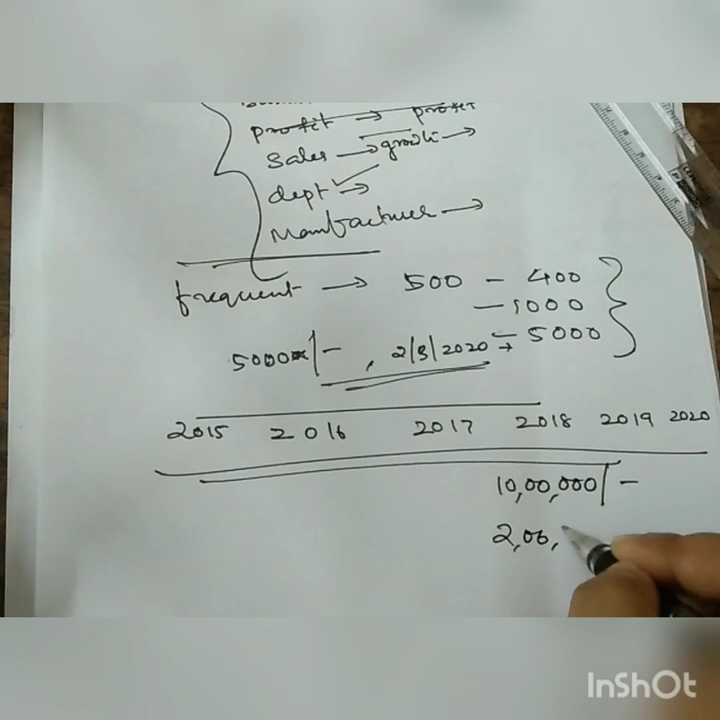 profit → profit
Sales → growth →
dept →
Manufacturer →
frequent → 500 - 400
- 1000
- 5000
5000/- , 2/3/2020 →
2015 2016 2017 2018 2019 2020
10,00,000/-
2,00,
InShOt